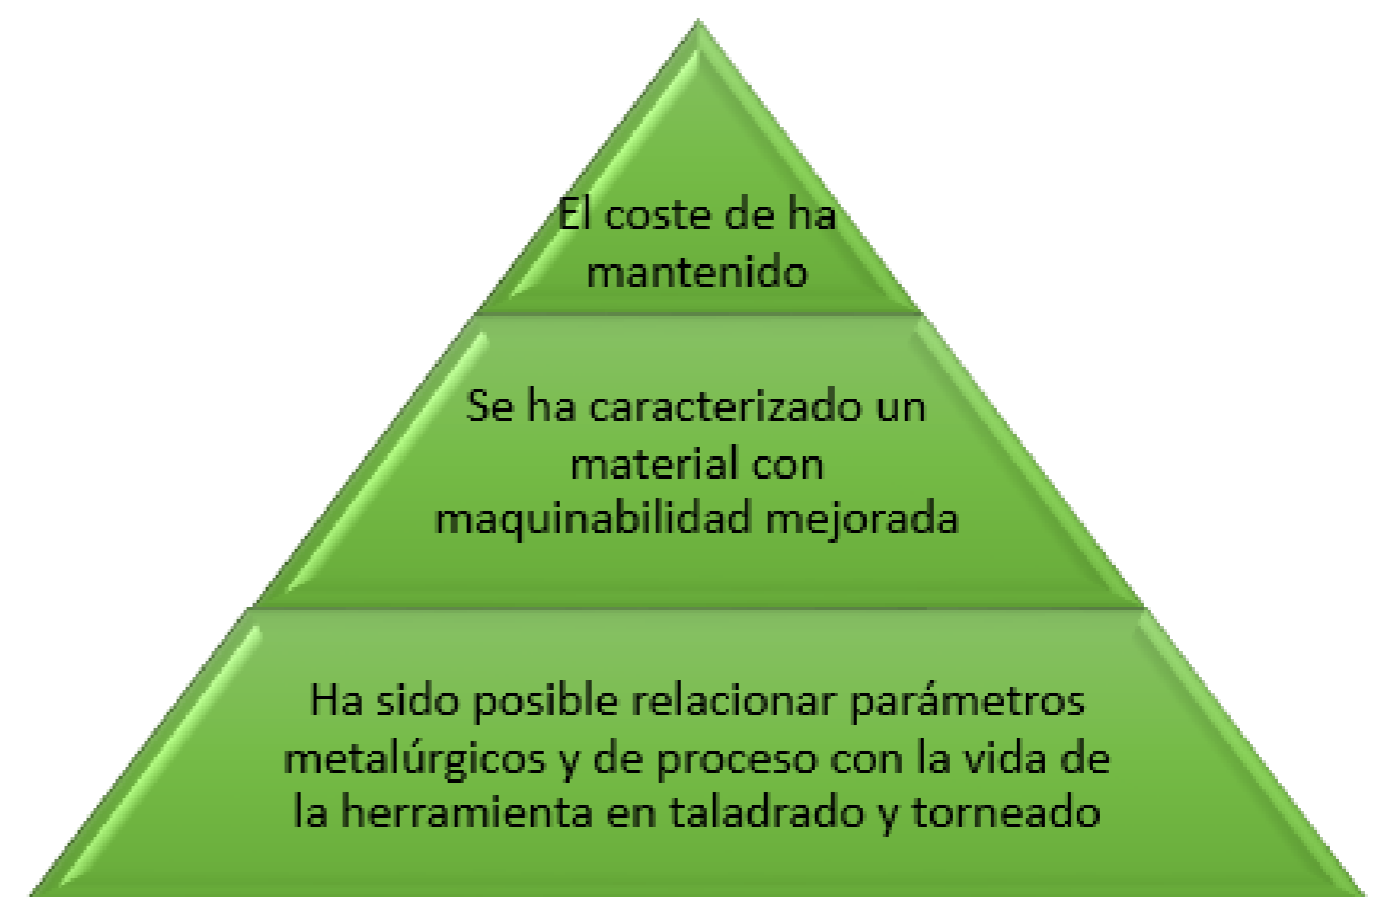 El coste de ha
mantenido
Se ha caracterizado un
material con
maquinabilidad mejorada
Ha sido posible relacionar parámetros
metalúrgicos y de proceso con la vida de
la herramienta en taladrado y torneado